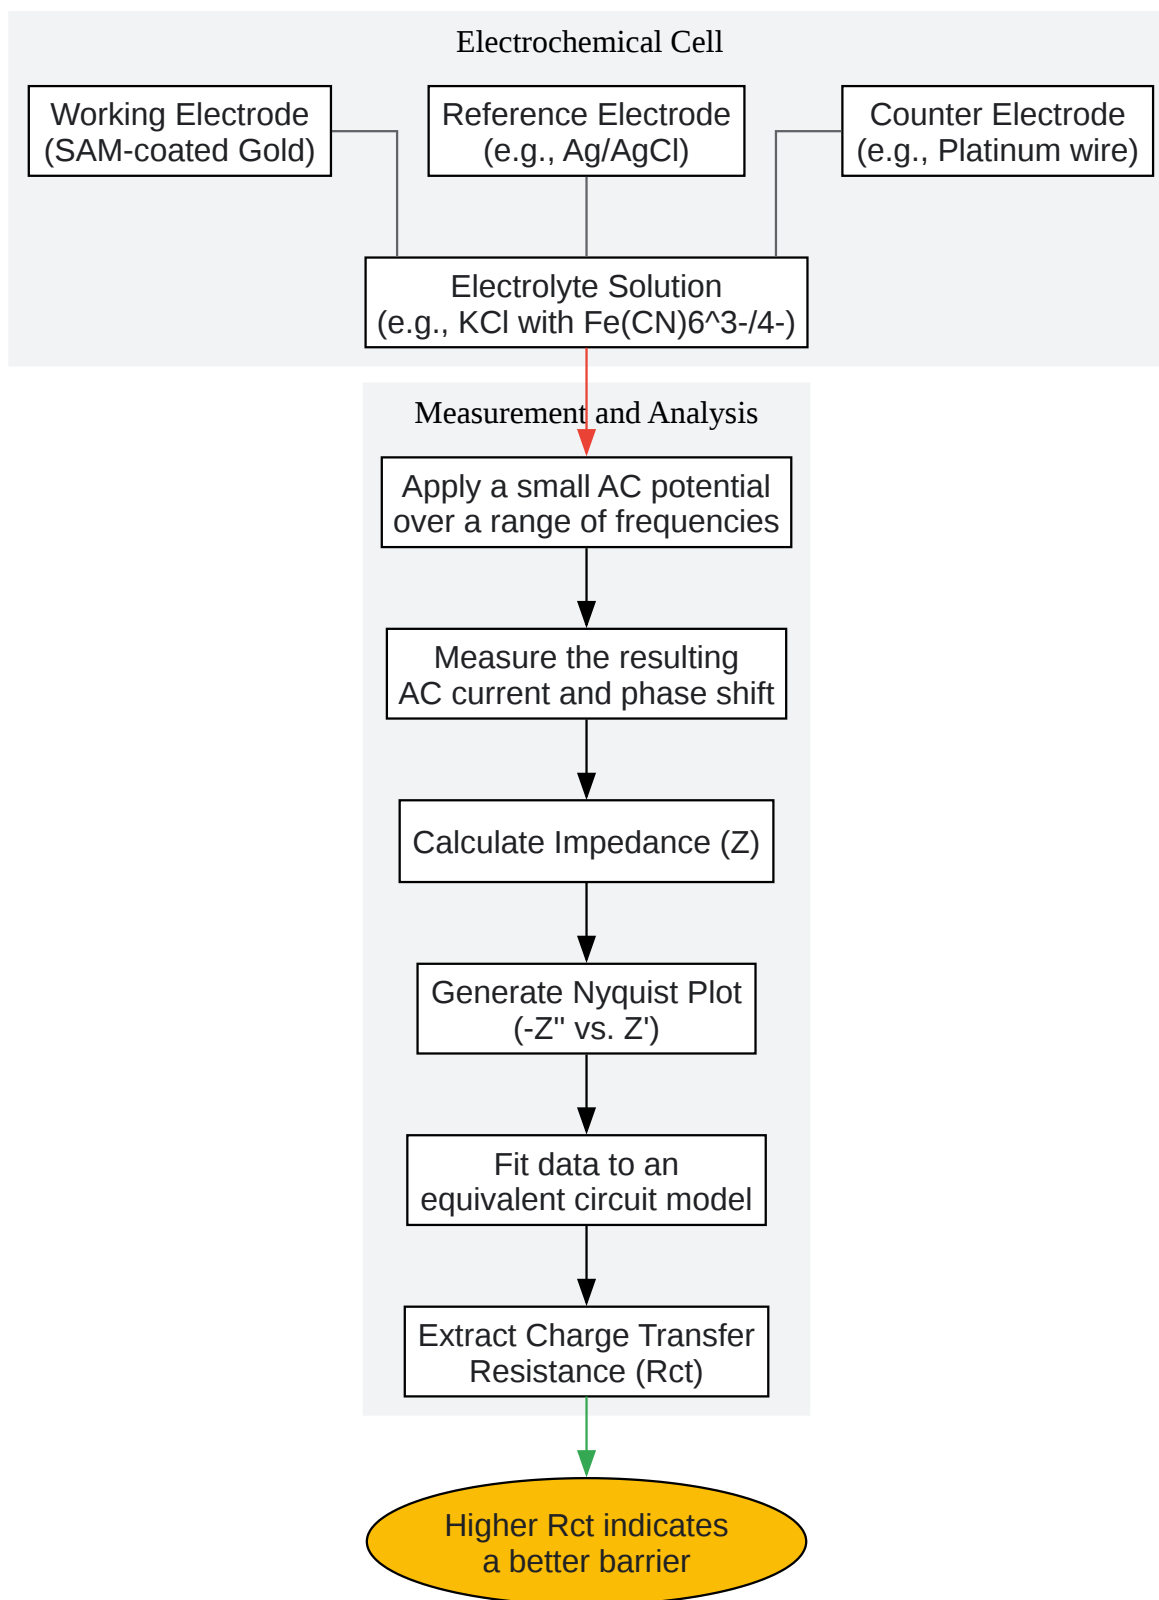 Electrochemical Cell
Working Electrode
(SAM-coated Gold)
Reference Electrode
(e.g., Ag/AgCl)
Counter Electrode
(e.g., Platinum wire)
Electrolyte Solution
(e.g., KCl with Fe(CN)6^3-/4-)
Measurement and Analysis
Apply a small AC potential
over a range of frequencies
Measure the resulting
AC current and phase shift
Calculate Impedance (Z)
Generate Nyquist Plot
(-Z'' vs. Z')
Fit data to an
equivalent circuit model
Extract Charge Transfer
Resistance (Rct)
Higher Rct indicates
a better barrier